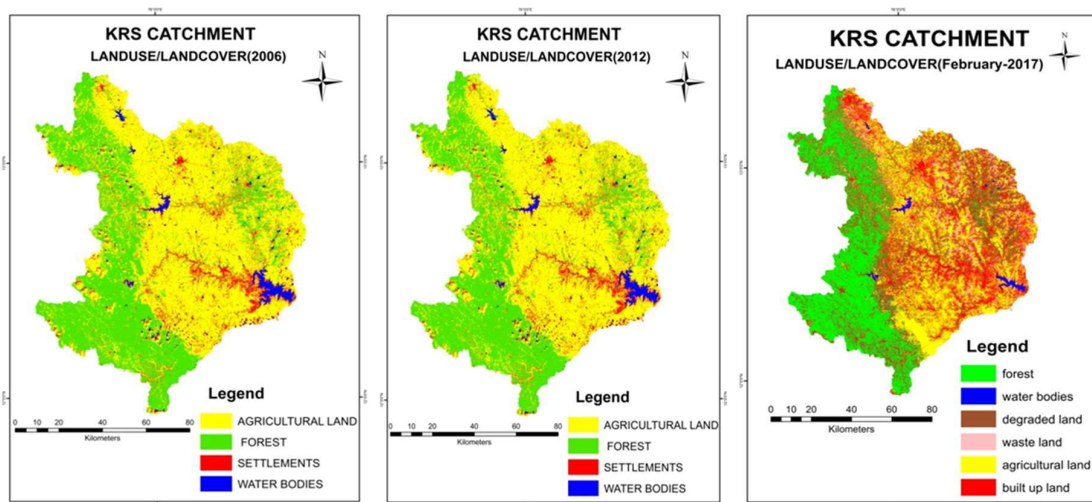 KRS CATCHMENT
LANDUSE/LANDCOVER(2006)
N
Legend
AGRICULTURAL LAND
FOREST
SETTLEMENTS
WATER BODIES
0 10 20 40 60 80
Kilometers
KRS CATCHMENT
LANDUSE/LANDCOVER(2012)
N
Legend
AGRICULTURAL LAND
FOREST
SETTLEMENTS
WATER BODIES
0 10 20 40 60 80
Kilometers
KRS CATCHMENT
LANDUSE/LANDCOVER(February-2017)
N
Legend
forest
water bodies
degraded land
waste land
agricultural land
built up land
0 5 10 20 40 60 80
Kilometers